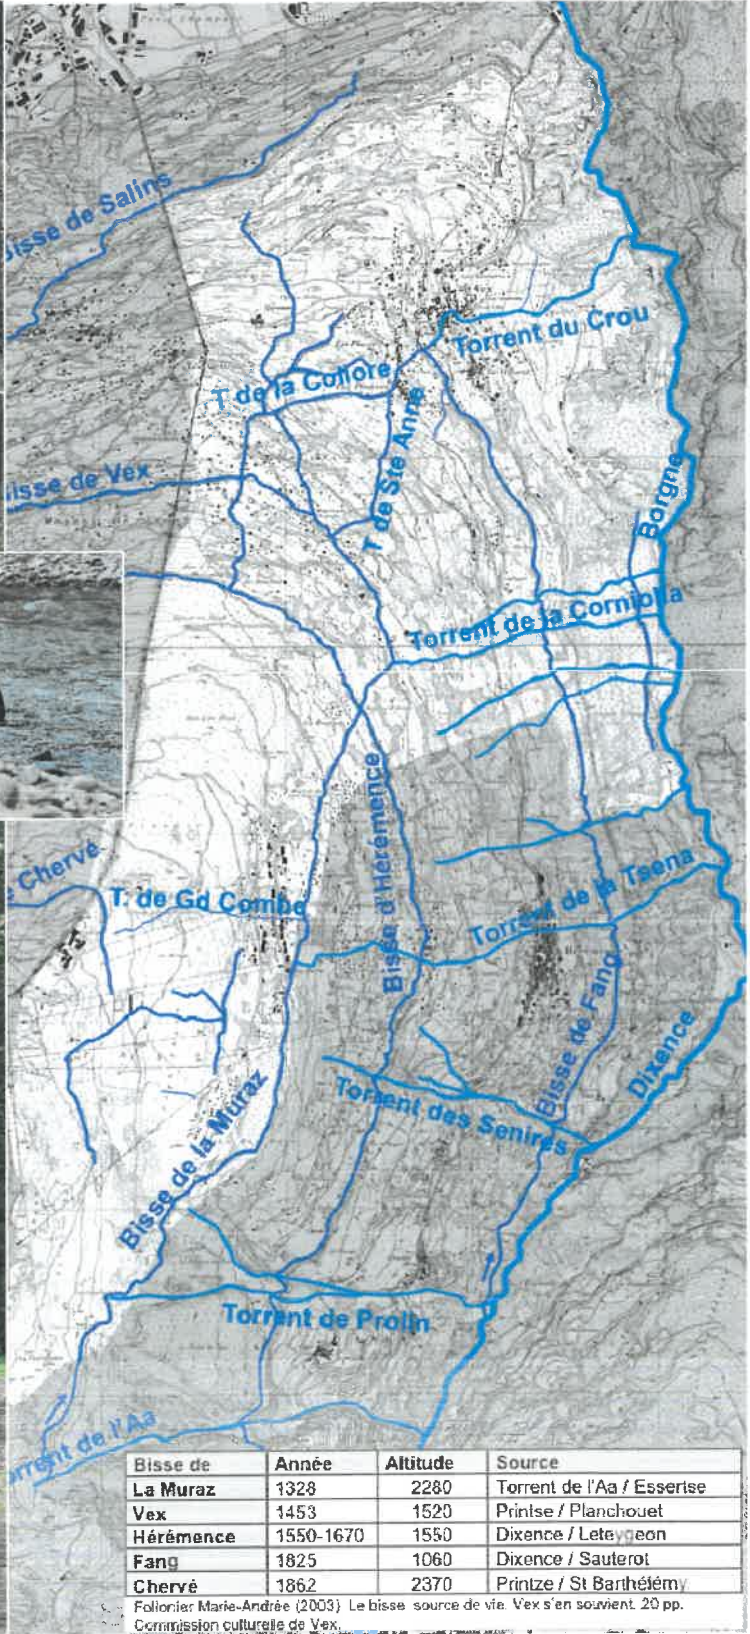 Bisse de Salins
Torrent du Crou
T de la Collore
T de Ste Anne
Bisse de Vex
Borgne
Torrent de la Corniolla
Bisse d'Hérémence
Chervé
T. de Gd Combe
Torrent de la Tsena
Bisse de Fang
Dixence
Torrent des Senires
Bisse de la Muraz
Torrent de Prolin
Torrent de l'Aa
Bisse de Année Altitude Source
La Muraz 1328 2280 Torrent de l'Aa / Essertse
Vex 1453 1520 Printse / Planchouet
Hérémence 1550-1670 1550 Dixence / Leteygeon
Fang 1825 1060 Dixence / Sauterot
Chervé 1862 2370 Printze / St Barthélémy
Follonier Marie-Andrée (2003) Le bisse source de vie. Vex s'en souvient. 20 pp.
Commission culturelle de Vex.